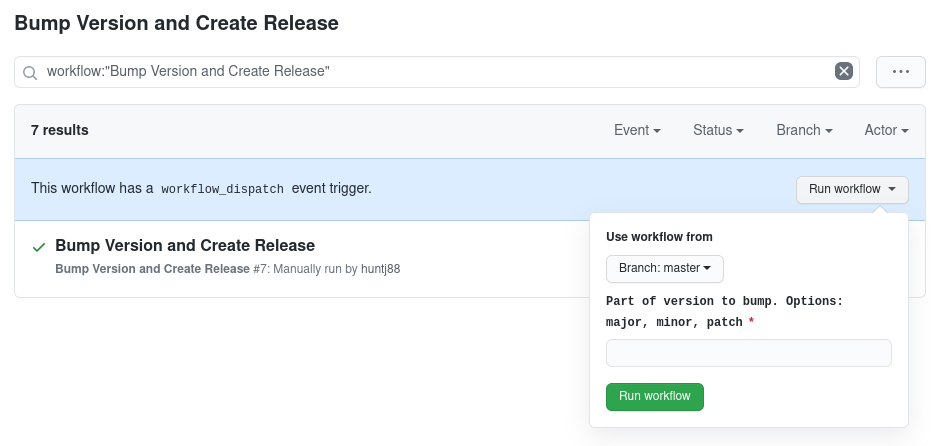 Bump Version and Create Release
workflow:"Bump Version and Create Release"
7 results
Event
Status
Branch
Actor
This workflow has a workflow_dispatch event trigger.
Run workflow
Bump Version and Create Release
Bump Version and Create Release #7: Manually run by huntj88
Use workflow from
Branch: master
Part of version to bump. Options:
major, minor, patch *
Run workflow